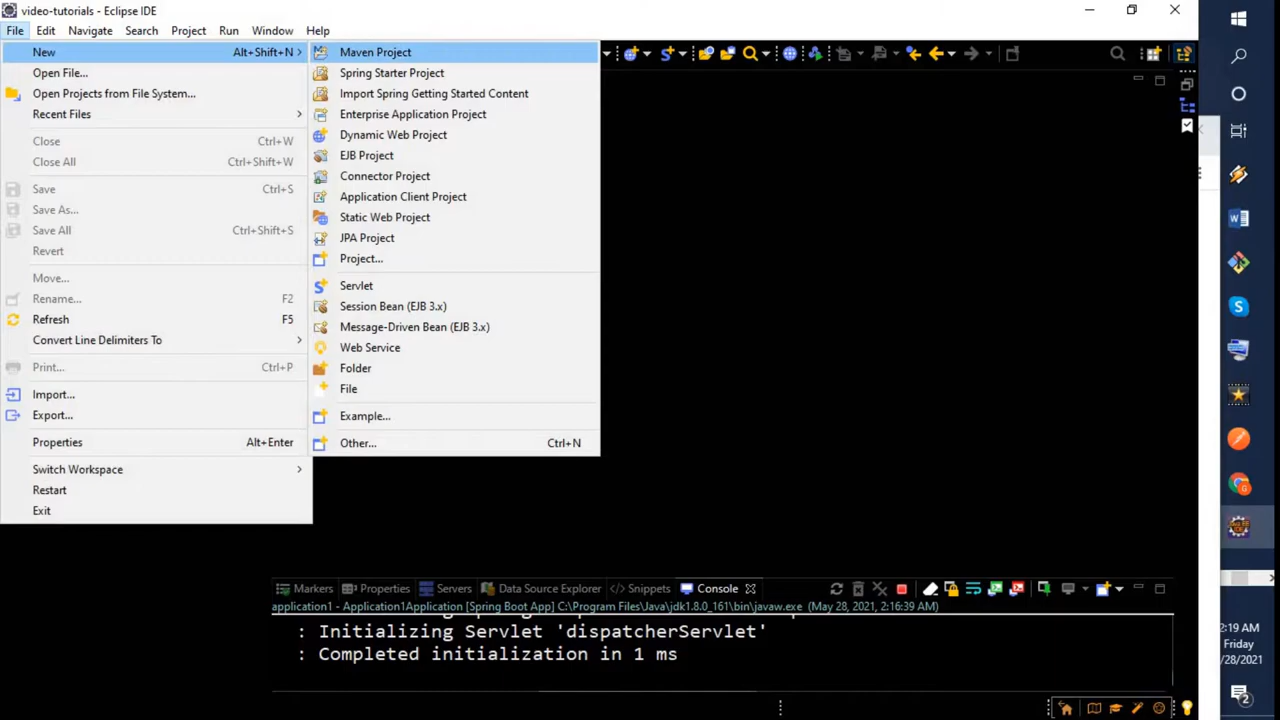 video-tutorials - Eclipse IDE
File Edit Navigate Search Project Run Window Help
New Alt+Shift+N
Open File...
Open Projects from File System...
Recent Files
Close Ctrl+W
Close All Ctrl+Shift+W
Save Ctrl+S
Save As...
Save All Ctrl+Shift+S
Revert
Move...
Rename... F2
Refresh F5
Convert Line Delimiters To
Print... Ctrl+P
Import...
Export...
Properties Alt+Enter
Switch Workspace
Restart
Exit
Maven Project
Spring Starter Project
Import Spring Getting Started Content
Enterprise Application Project
Dynamic Web Project
EJB Project
Connector Project
Application Client Project
Static Web Project
JPA Project
Project...
Servlet
Session Bean (EJB 3.x)
Message-Driven Bean (EJB 3.x)
Web Service
Folder
File
Example...
Other... Ctrl+N
Markers Properties Servers Data Source Explorer Snippets Console
application1 - Application1Application [Spring Boot App] C:\Program Files\Java\jdk1.8.0_161\bin\javaw.exe (May 28, 2021, 2:16:39 AM)
: Initializing Servlet 'dispatcherServlet'
: Completed initialization in 1 ms
2:19 AM
Friday
/28/2021
2